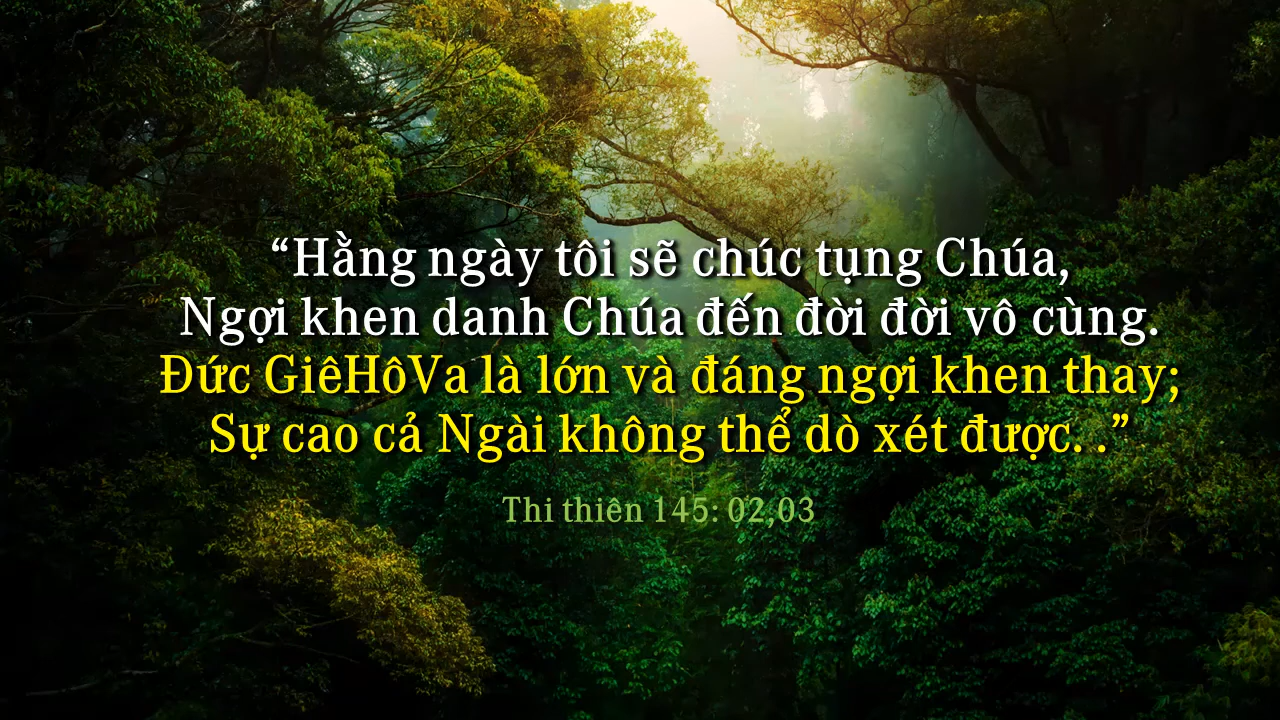 “Hằng ngày tôi sẽ chúc tụng Chúa,
Ngợi khen danh Chúa đến đời đời vô cùng.
Đức GiêHôVa là lớn và đáng ngợi khen thay;
Sự cao cả Ngài không thể dò xét được. .”
Thi thiên 145: 02,03